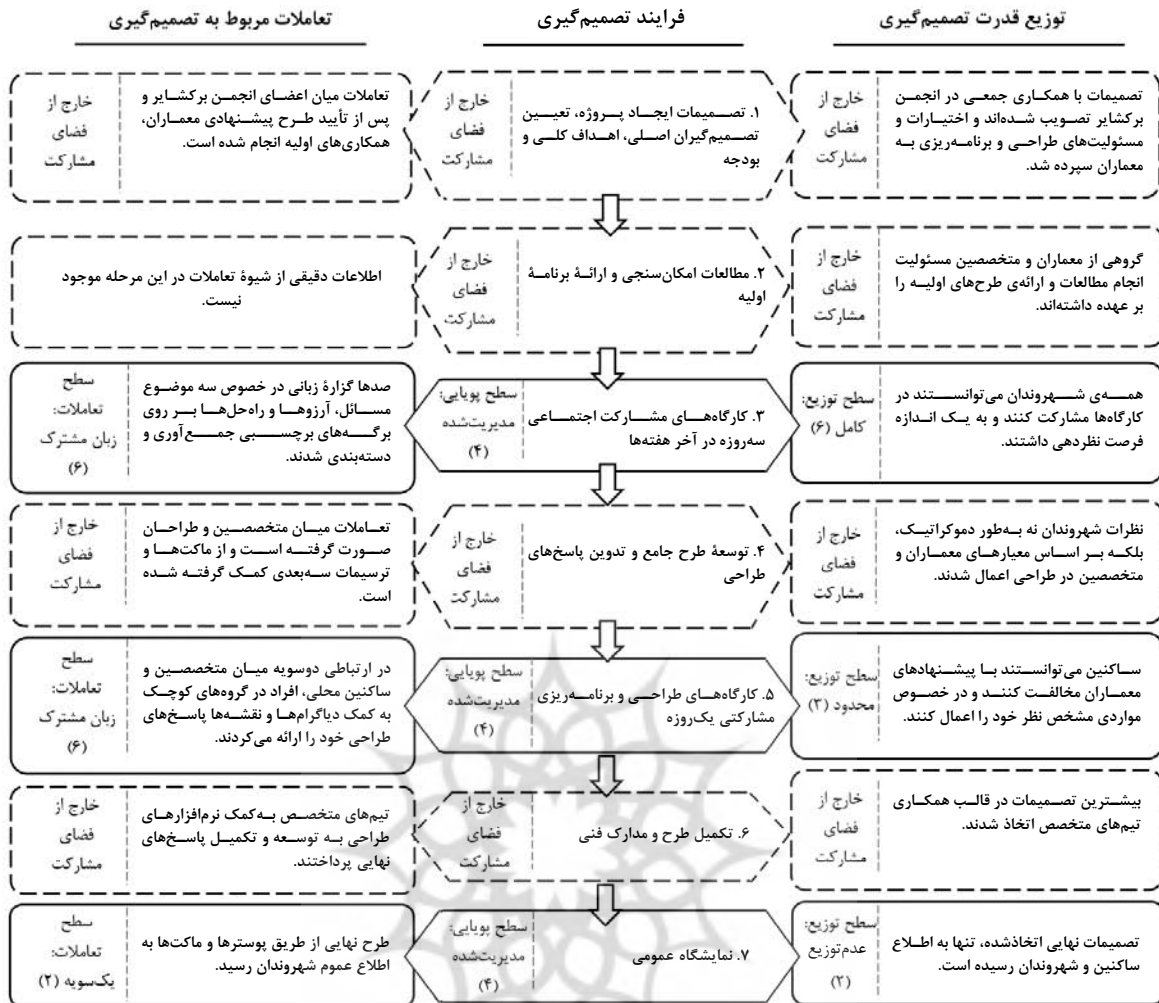 توزیع قدرت تصمیم‌گیری
فرایند تصمیم‌گیری
تعاملات مربوط به تصمیم‌گیری
تصمیمات با همکاری جمعی در انجمن
برکشایر تصویب شده‌اند و اختیارات و
مسئولیت‌های طراحی و برنامه‌ریزی به
معماران سپرده شد.
خارج از
فضای
مشارکت
۱. تصمیمات ایجاد پروژه، تعیین
تصمیم‌گیران اصلی، اهداف کلی و
بودجه
خارج از
فضای
مشارکت
تعاملات میان اعضای انجمن برکشایر و
پس از تأیید طرح پیشنهادی معماران،
همکاری‌های اولیه انجام شده است.
خارج از
فضای
مشارکت
گروهی از معماران و متخصصین مسئولیت
انجام مطالعات و ارائه‌ی طرح‌های اولیه را
بر عهده داشته‌اند.
خارج از
فضای
مشارکت
۲. مطالعات امکان‌سنجی و ارائهٔ برنامهٔ
اولیه
خارج از
فضای
مشارکت
اطلاعات دقیقی از شیوهٔ تعاملات در این مرحله موجود
نیست.
همه‌ی شهروندان می‌توانستند در
کارگاه‌ها مشارکت کنند و به یک اندازه
فرصت نظردهی داشتند.
سطح توزیع:
کامل (۶)
۳. کارگاه‌های مشارکت اجتماعی
سه‌روزه در آخر هفته‌ها
سطح پویایی:
مدیریت‌شده
(۴)
صدها گزارهٔ زبانی در خصوص سه موضوع
مسائل، آرزوها و راه‌حل‌ها بر روی
برگه‌های برچسبی جمع‌آوری و
دسته‌بندی شدند.
سطح
تعاملات:
زبان مشترک
(۶)
نظرات شهروندان نه به‌طور دموکراتیک،
بلکه بر اساس معیارهای معماران و
متخصصین در طراحی اعمال شدند.
خارج از
فضای
مشارکت
۴. توسعهٔ طرح جامع و تدوین پاسخ‌های
طراحی
خارج از
فضای
مشارکت
تعاملات میان متخصصین و طراحان
صورت گرفته است و از ماکت‌ها و
ترسیمات سه‌بعدی کمک گرفته شده
است.
خارج از
فضای
مشارکت
ساکنین می‌توانستند با پیشنهادهای
معماران مخالفت کنند و در خصوص
مواردی مشخص نظر خود را اعمال کنند.
سطح توزیع:
محدود (۳)
۵. کارگاه‌های طراحی و برنامه‌ریزی
مشارکتی یک‌روزه
سطح پویایی:
مدیریت‌شده
(۴)
در ارتباطی دوسویه میان متخصصین و
ساکنین محلی، افراد در گروه‌های کوچک
به کمک دیاگرام‌ها و نقشه‌ها پاسخ‌های
طراحی خود را ارائه می‌کردند.
سطح
تعاملات:
زبان مشترک
(۶)
بیشترین تصمیمات در قالب همکاری
تیم‌های متخصص اتخاذ شدند.
خارج از
فضای
مشارکت
۶. تکمیل طرح و مدارک فنی
خارج از
فضای
مشارکت
تیم‌های متخصص به‌کمک نرم‌افزارهای
طراحی به توسعه و تکمیل پاسخ‌های
نهایی پرداختند.
خارج از
فضای
مشارکت
تصمیمات نهایی اتخاذشده، تنها به اطلاع
ساکنین و شهروندان رسیده است.
سطح توزیع:
عدم‌توزیع
(۲)
۷. نمایشگاه عمومی
سطح پویایی:
مدیریت‌شده
(۴)
طرح نهایی از طریق پوسترها و ماکت‌ها به
اطلاع عموم شهروندان رسید.
سطح
تعاملات:
یک‌سویه (۲)